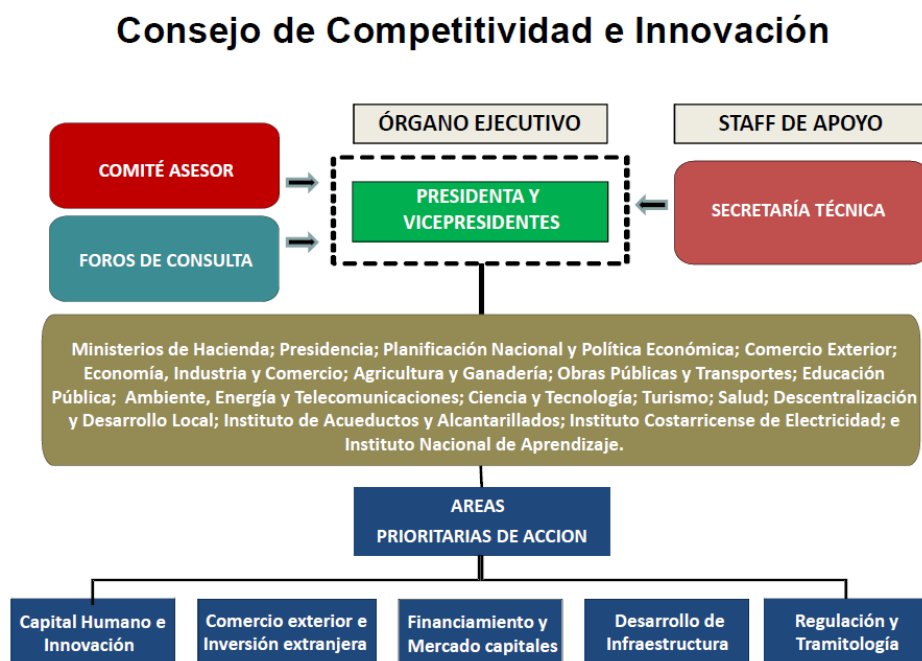 Consejo de Competitividad e Innovación
ÓRGANO EJECUTIVO
STAFF DE APOYO
COMITÉ ASESOR
PRESIDENTA Y
VICEPRESIDENTES
SECRETARÍA TÉCNICA
FOROS DE CONSULTA
Ministerios de Hacienda; Presidencia; Planificación Nacional y Política Económica; Comercio Exterior;
Economía, Industria y Comercio; Agricultura y Ganadería; Obras Públicas y Transportes; Educación
Pública; Ambiente, Energía y Telecomunicaciones; Ciencia y Tecnología; Turismo; Salud; Descentralización
y Desarrollo Local; Instituto de Acueductos y Alcantarillados; Instituto Costarricense de Electricidad; e
Instituto Nacional de Aprendizaje.
AREAS
PRIORITARIAS DE ACCION
Capital Humano e
Innovación
Comercio exterior e
Inversión extranjera
Financiamiento y
Mercado capitales
Desarrollo de
Infraestructura
Regulación y
Tramitología